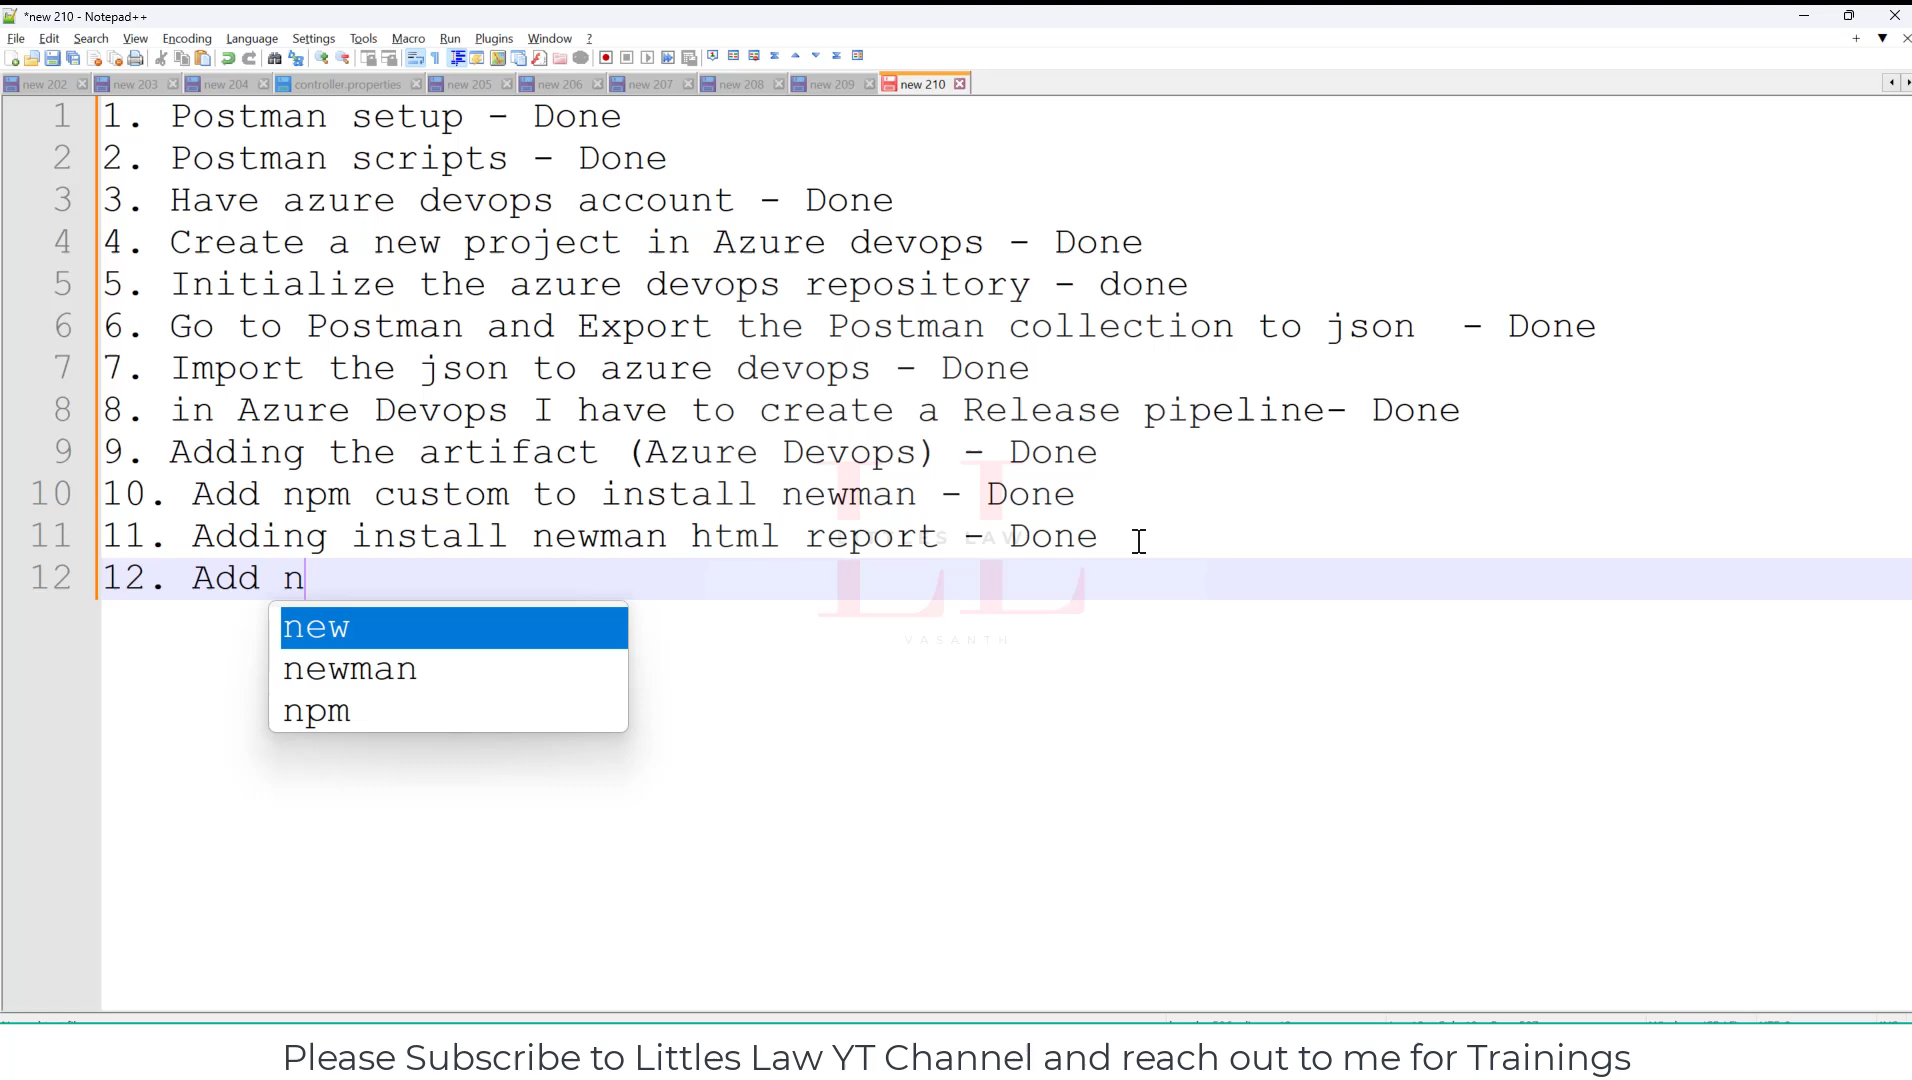 *new 210 - Notepad++
File Edit Search View Encoding Language Settings Tools Macro Run Plugins Window ?
new 202 new 203 new 204 controller.properties new 205 new 206 new 207 new 208 new 209 new 210
1 1. Postman setup - Done
2 2. Postman scripts - Done
3 3. Have azure devops account - Done
4 4. Create a new project in Azure devops - Done
5 5. Initialize the azure devops repository - done
6 6. Go to Postman and Export the Postman collection to json  - Done
7 7. Import the json to azure devops - Done
8 8. in Azure Devops I have to create a Release pipeline- Done
9 9. Adding the artifact (Azure Devops) - Done
10 10. Add npm custom to install newman - Done
11 11. Adding install newman html report - Done
12 12. Add n
new
newman
npm
LL
VASANTH
Please Subscribe to Littles Law YT Channel and reach out to me for Trainings